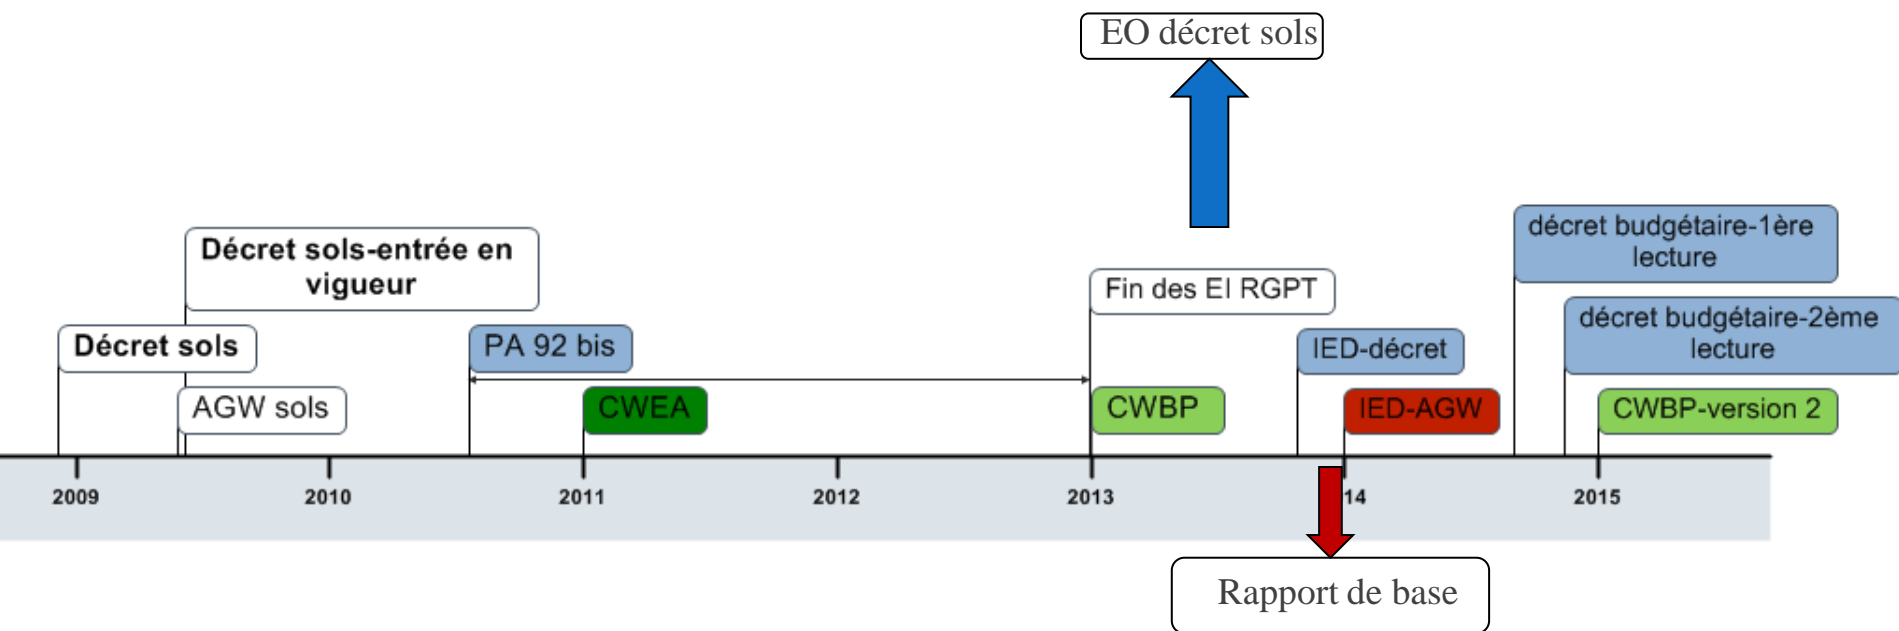 EO décret sols
décret budgétaire-1ère
lecture
Décret sols-entrée en
vigueur
Fin des EI RGPT
décret budgétaire-2ème
lecture
Décret sols
PA 92 bis
IED-décret
AGW sols
CWEA
CWBP
IED-AGW
CWBP-version 2
2009
2010
2011
2012
2013
14
2015
Rapport de base